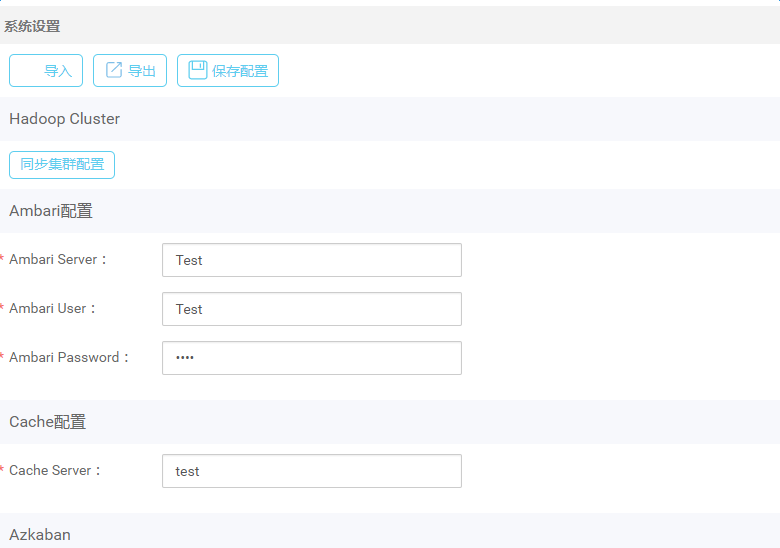 系统设置
导入 导出 保存配置
Hadoop Cluster
同步集群配置
Ambari配置
* Ambari Server： Test
* Ambari User： Test
* Ambari Password： ••••
Cache配置
* Cache Server： test
Azkaban